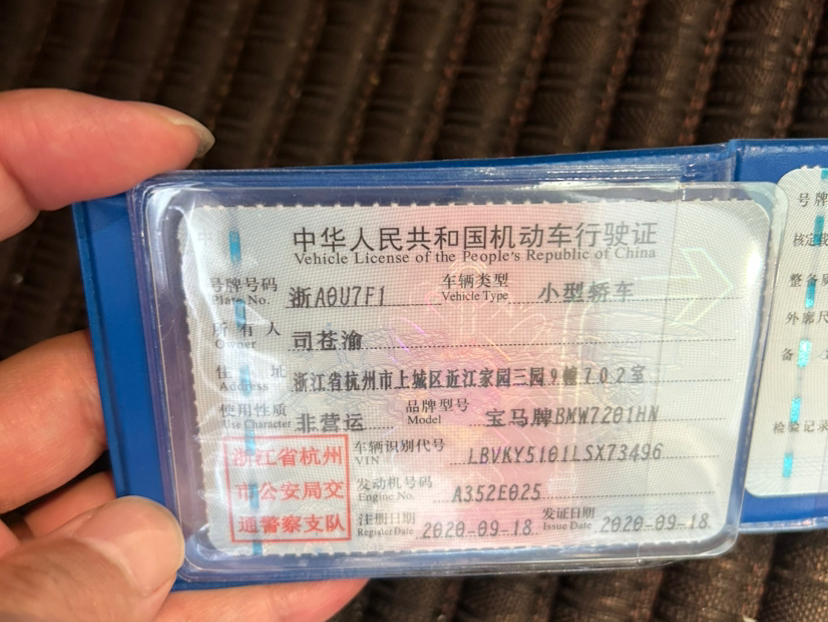 中华人民共和国机动车行驶证
Vehicle License of the People's Republic of China
号牌号码 浙A0U7F1 车辆类型 小型轿车
Plate No. Vehicle Type
所有人 司苍渝
Owner
住址 浙江省杭州市上城区近江家园三园9幢702室
Address
使用性质 非营运 品牌型号 宝马牌BMW7201HN
Use Character Model
浙江省杭州
市公安局交
通警察支队
车辆识别代号 LBVKY5101LSX73496
VIN
发动机号码 A352E025
Engine No.
注册日期 2020-09-18 发证日期 2020-09-18
Register Date Issue Date
号牌
核定载
整备质
外廓尺
备
检验记录